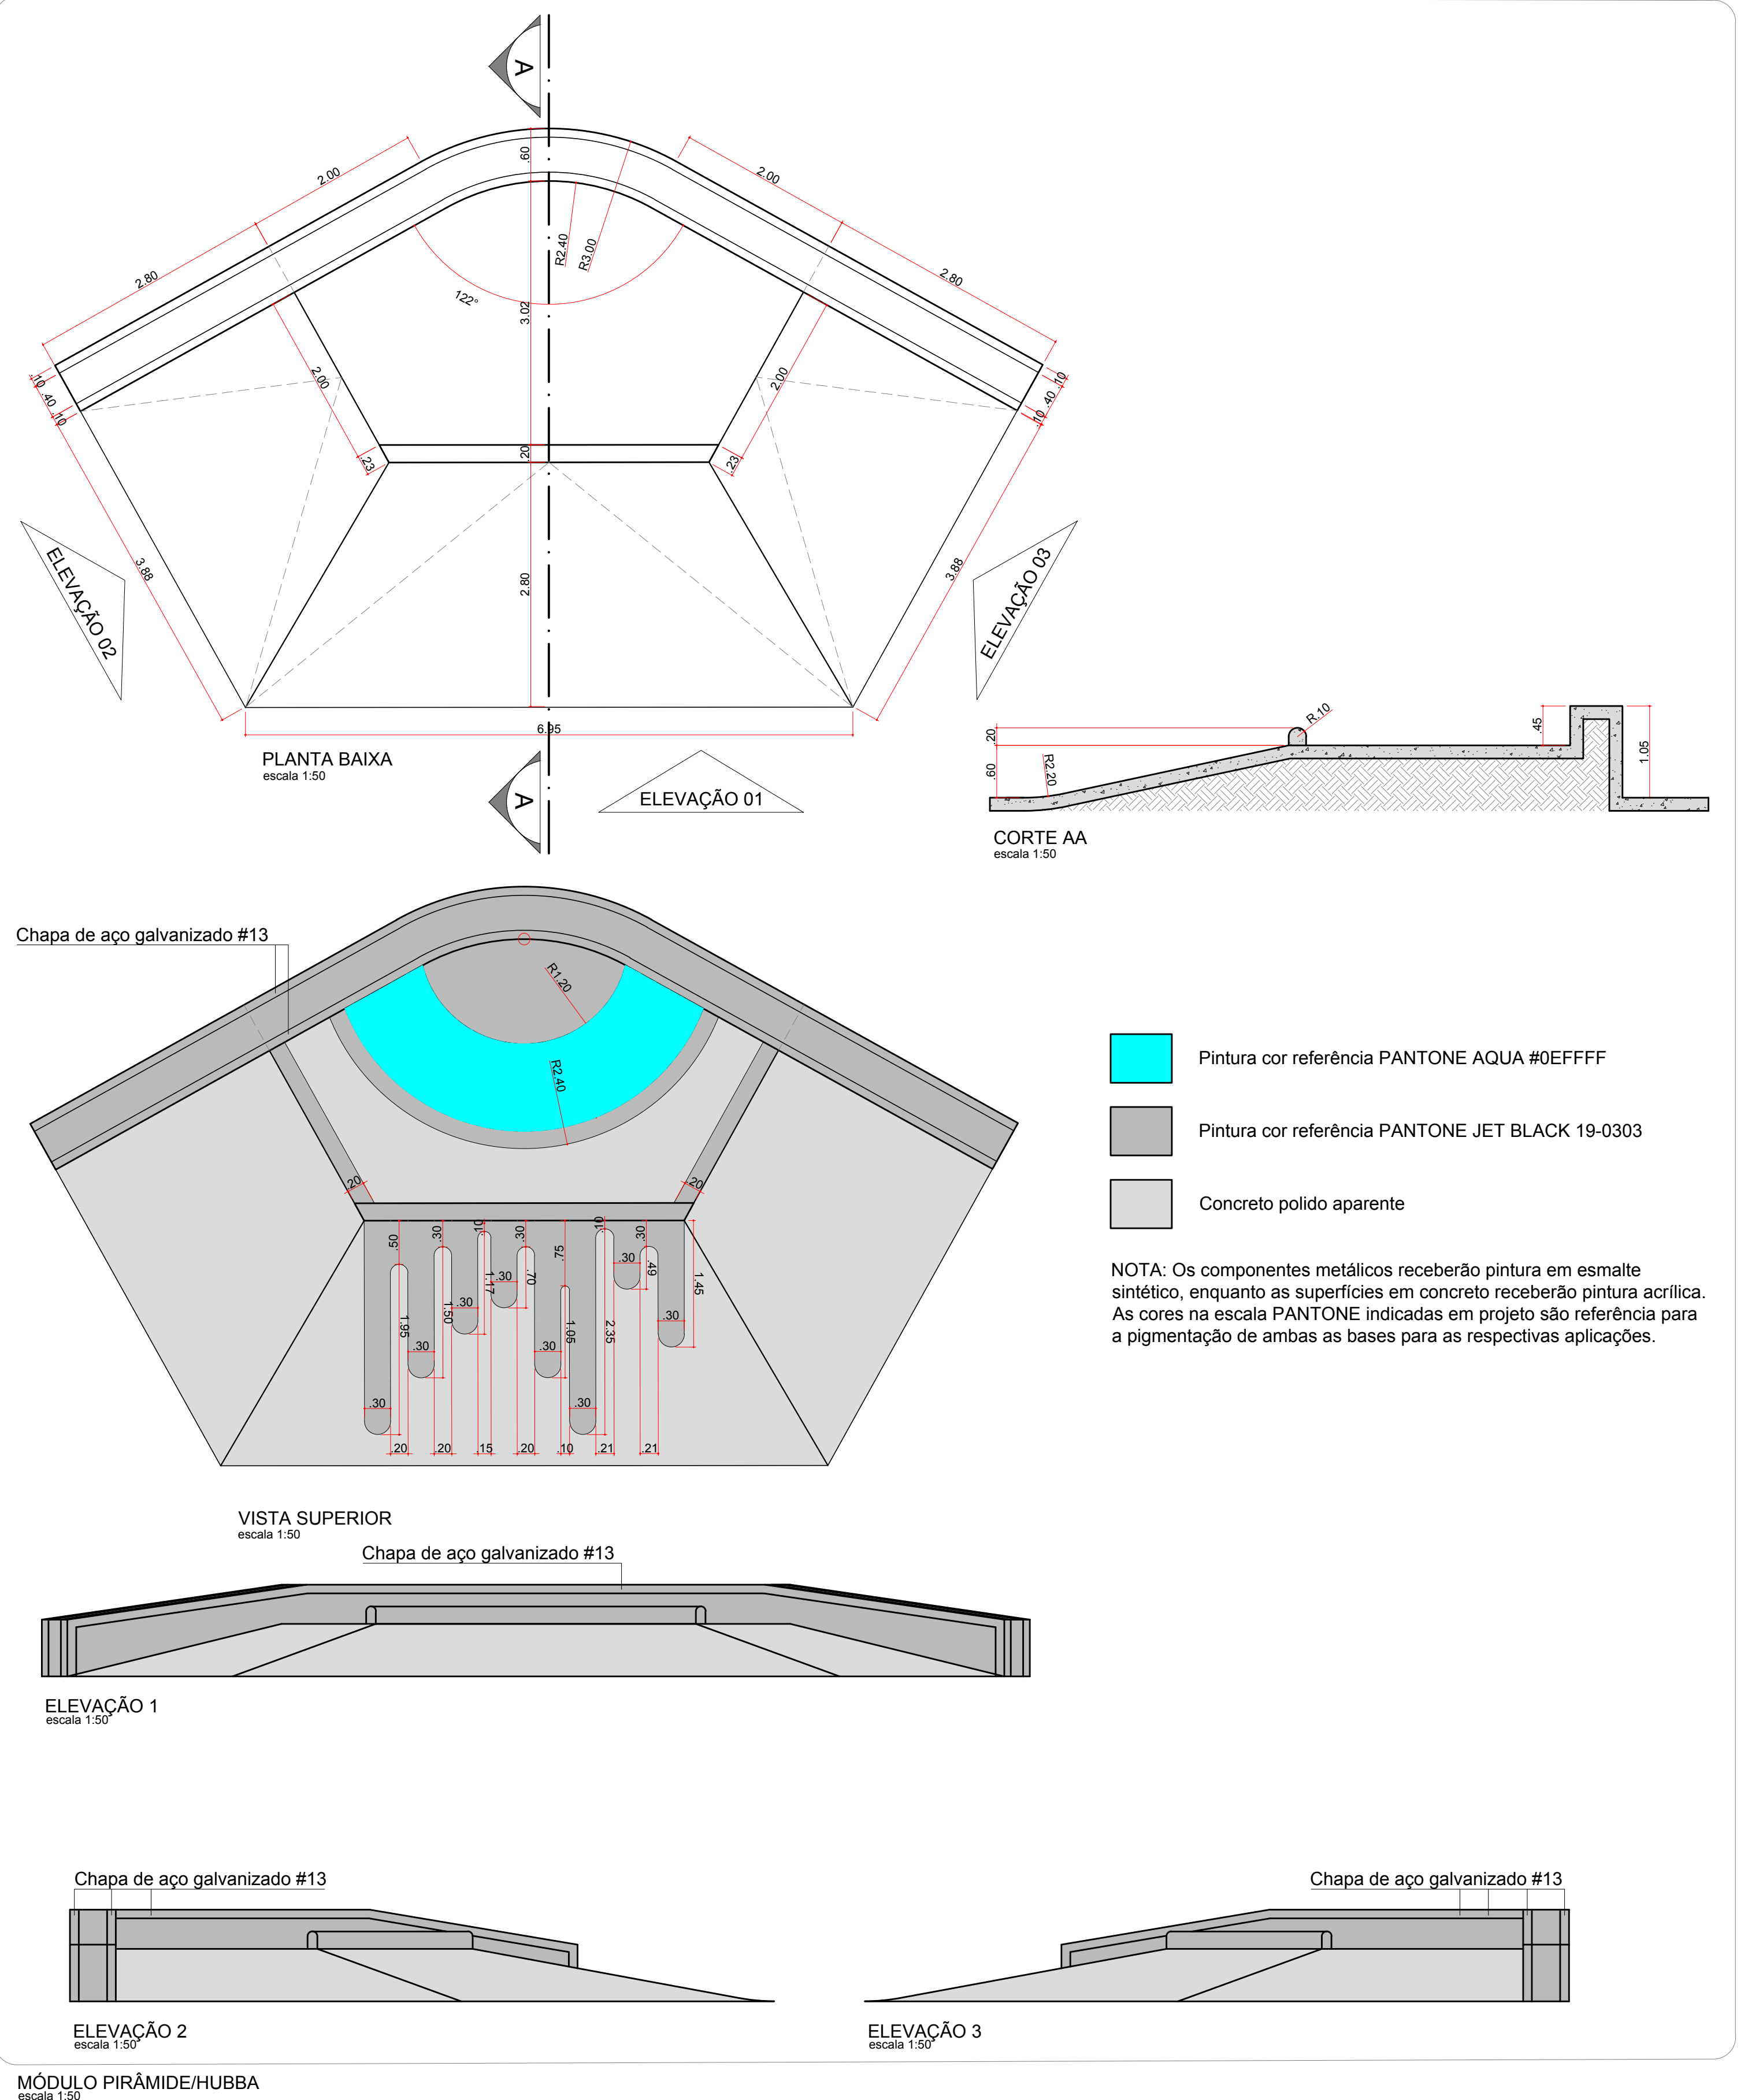 A
.60
2.00
2.00
R2.40
R3.00
2.80
2.80
122°
3.02
.10
.40
.10
2.00
2.00
.10
.40
.10
.23
.20
.23
ELEVAÇÃO 02
3.88
2.80
3.88
ELEVAÇÃO 03
6.95
PLANTA BAIXA
escala 1:50
A
ELEVAÇÃO 01
.20
.60
R2.20
R.10
.45
1.05
CORTE AA
escala 1:50
Chapa de aço galvanizado #13
R1.20
R2.40
.20
.20
.50
.30
.10
.30
.75
.10
.30
1.95
1.50
1.17
.70
1.05
2.35
.49
1.45
.30
.30
.30
.30
.30
.30
.30
.30
.20
.20
.15
.20
.10
.21
.21
VISTA SUPERIOR
escala 1:50
Pintura cor referência PANTONE AQUA #0EFFFF
Pintura cor referência PANTONE JET BLACK 19-0303
Concreto polido aparente
NOTA: Os componentes metálicos receberão pintura em esmalte
sintético, enquanto as superfícies em concreto receberão pintura acrílica.
As cores na escala PANTONE indicadas em projeto são referência para
a pigmentação de ambas as bases para as respectivas aplicações.
Chapa de aço galvanizado #13
ELEVAÇÃO 1
escala 1:50
Chapa de aço galvanizado #13
ELEVAÇÃO 2
escala 1:50
Chapa de aço galvanizado #13
ELEVAÇÃO 3
escala 1:50
MÓDULO PIRÂMIDE/HUBBA
escala 1:50